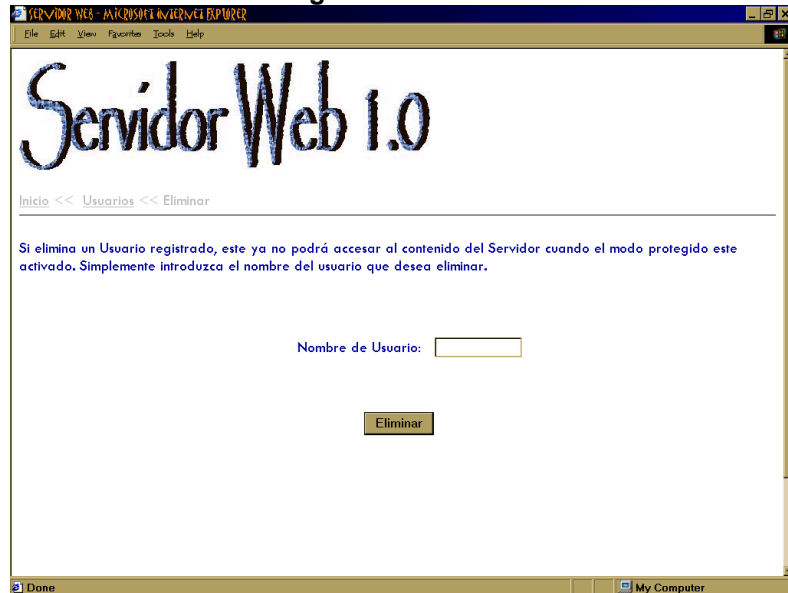 SERVIDOR WEB - MICROSOFT INTERNET EXPLORER
File Edit View Favorites Tools Help
Servidor Web 1.0
Inicio << Usuarios << Eliminar
Si elimina un Usuario registrado, este ya no podrá accesar al contenido del Servidor cuando el modo protegido este
activado. Simplemente introduzca el nombre del usuario que desea eliminar.
Nombre de Usuario:
Eliminar
Done My Computer